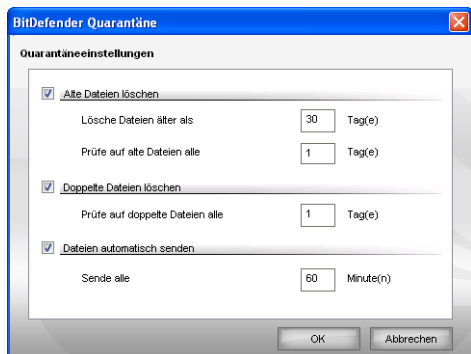 BitDefender Quarantäne
Quarantäneeinstellungen
Alte Dateien löschen
Lösche Dateien älter als 30 Tag(e)
Prüfe auf alte Dateien alle 1 Tag(e)
Doppelte Dateien löschen
Prüfe auf doppelte Dateien alle 1 Tag(e)
Dateien automatisch senden
Sende alle 60 Minute(n)
OK Abbrechen